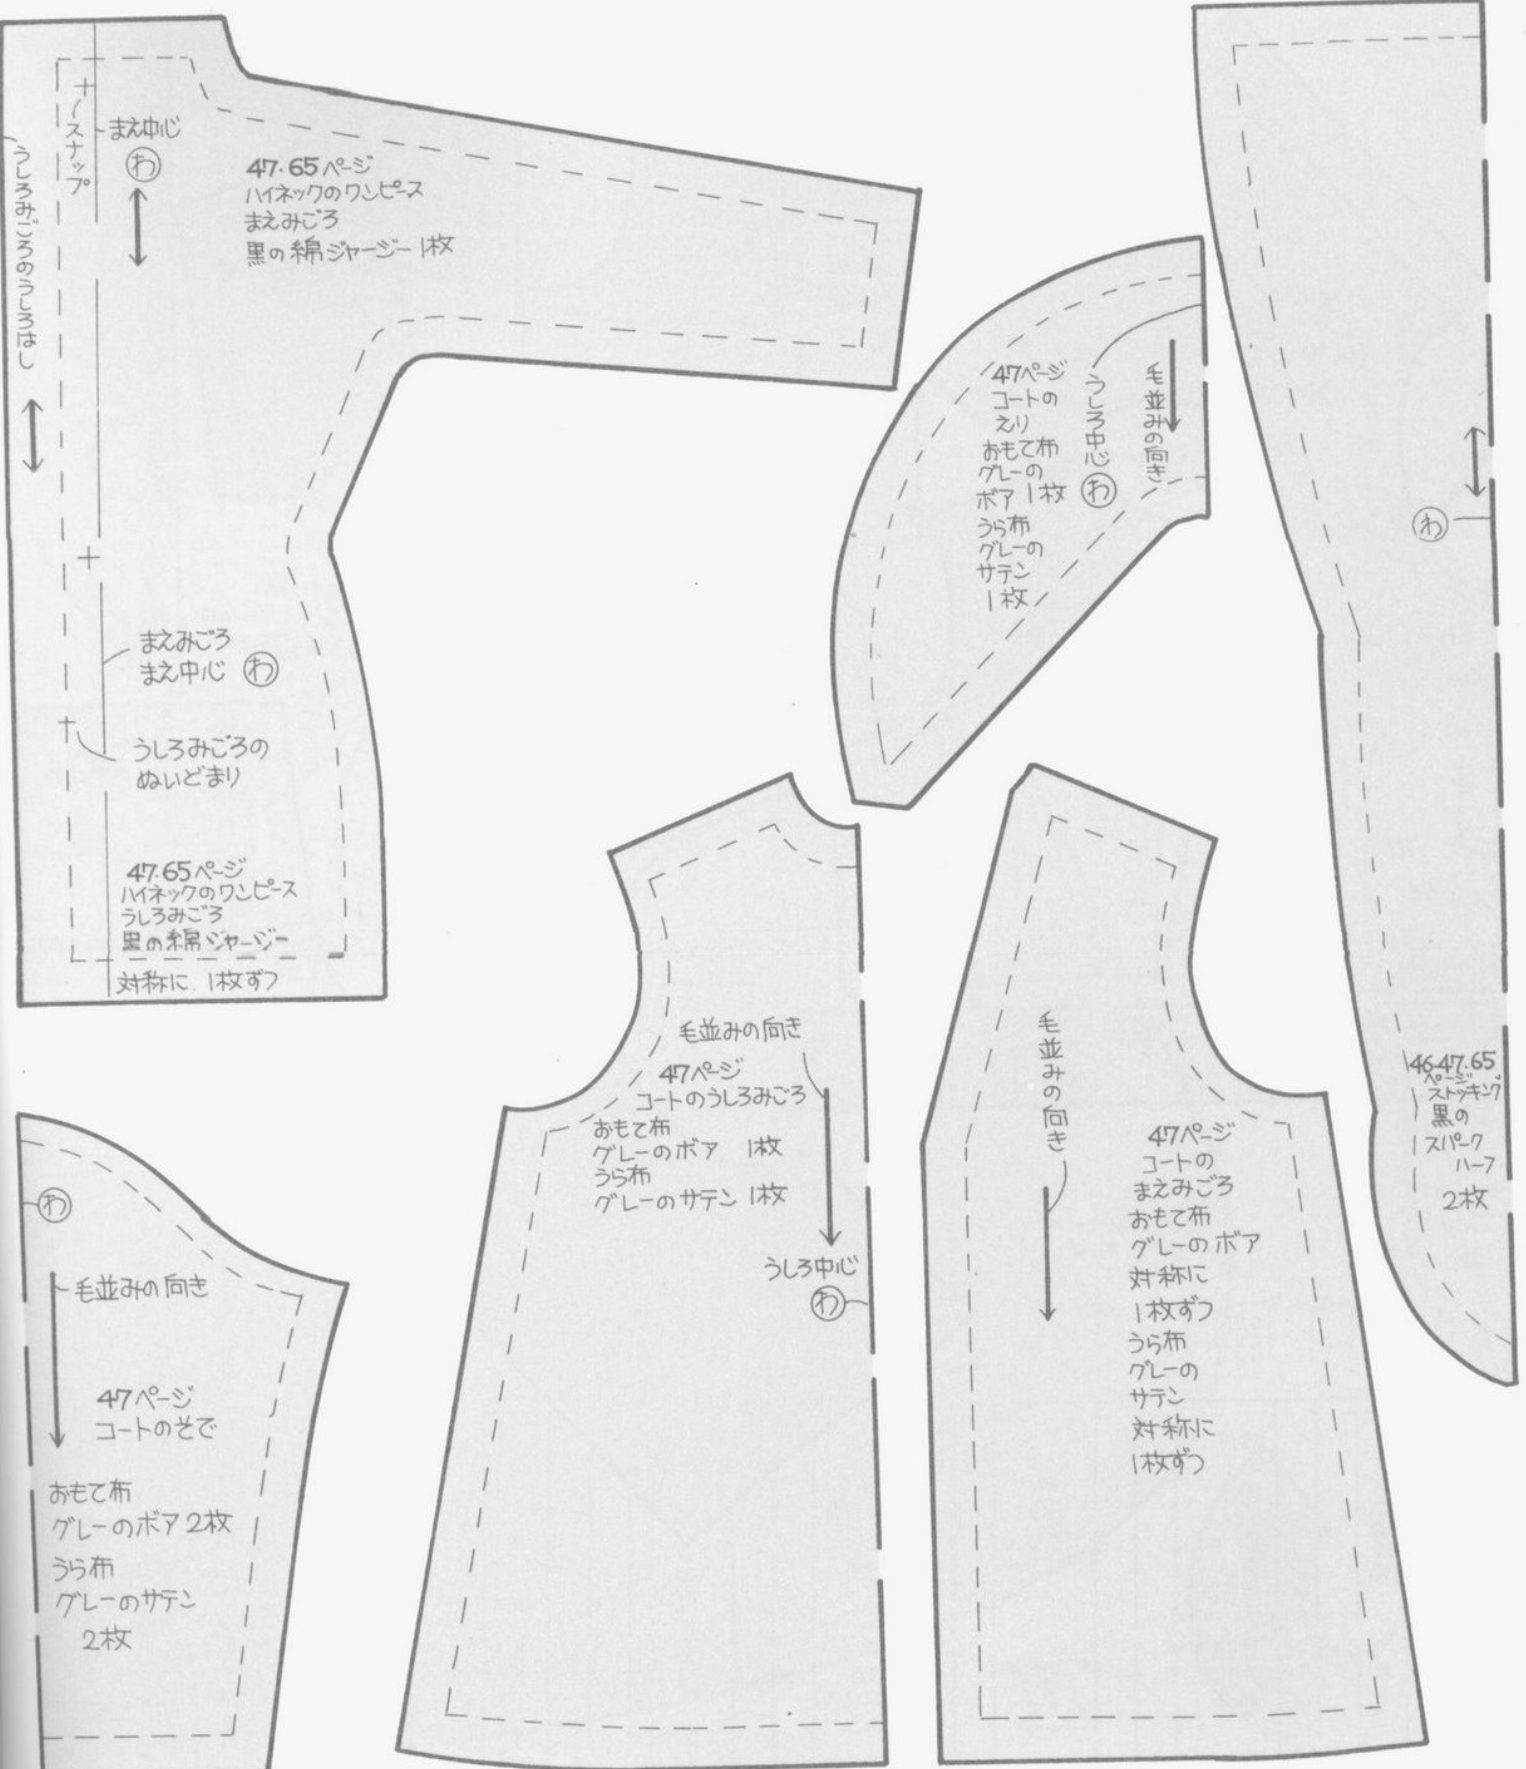 スナップ
まえ中心
わ
うしろみごろのうしろはし
47・65ページ
ハイネックのワンピース
まえみごろ
黒の綿ジャージー1枚
まえみごろ
まえ中心 わ
うしろみごろの
ぬいどまり
47.65ページ
ハイネックのワンピース
うしろみごろ
黒の綿ジャージー
対称に1枚ずつ
47ページ
コートの
えり
おもて布
グレーの
ボア1枚
うら布
グレーの
サテン
1枚
うしろ中心 わ
毛並みの向き
わ
46・47.65
ページ
ストッキング
黒の
スパーク
ハーフ
2枚
わ
毛並みの向き
47ページ
コートのそで
おもて布
グレーのボア2枚
うら布
グレーのサテン
2枚
毛並みの向き
47ページ
コートのうしろみごろ
おもて布
グレーのボア 1枚
うら布
グレーのサテン 1枚
うしろ中心
わ
毛並みの向き
47ページ
コートの
まえみごろ
おもて布
グレーのボア
対称に
1枚ずつ
うら布
グレーの
サテン
対称に
1枚ずつ